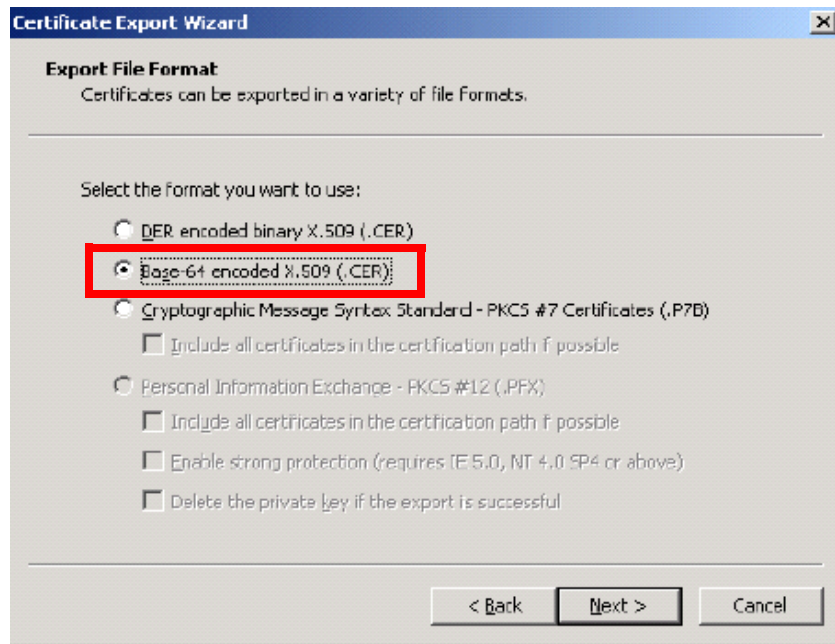 Certificate Export Wizard
Export File Format
Certificates can be exported in a variety of file formats.
Select the format you want to use:
DER encoded binary X.509 (.CER)
Base-64 encoded X.509 (.CER)
Cryptographic Message Syntax Standard - PKCS #7 Certificates (.P7B)
Include all certificates in the certification path if possible
Personal Information Exchange - PKCS #12 (.PFX)
Include all certificates in the certification path if possible
Enable strong protection (requires IE 5.0, NT 4.0 SP4 or above)
Delete the private key if the export is successful
< Back Next > Cancel